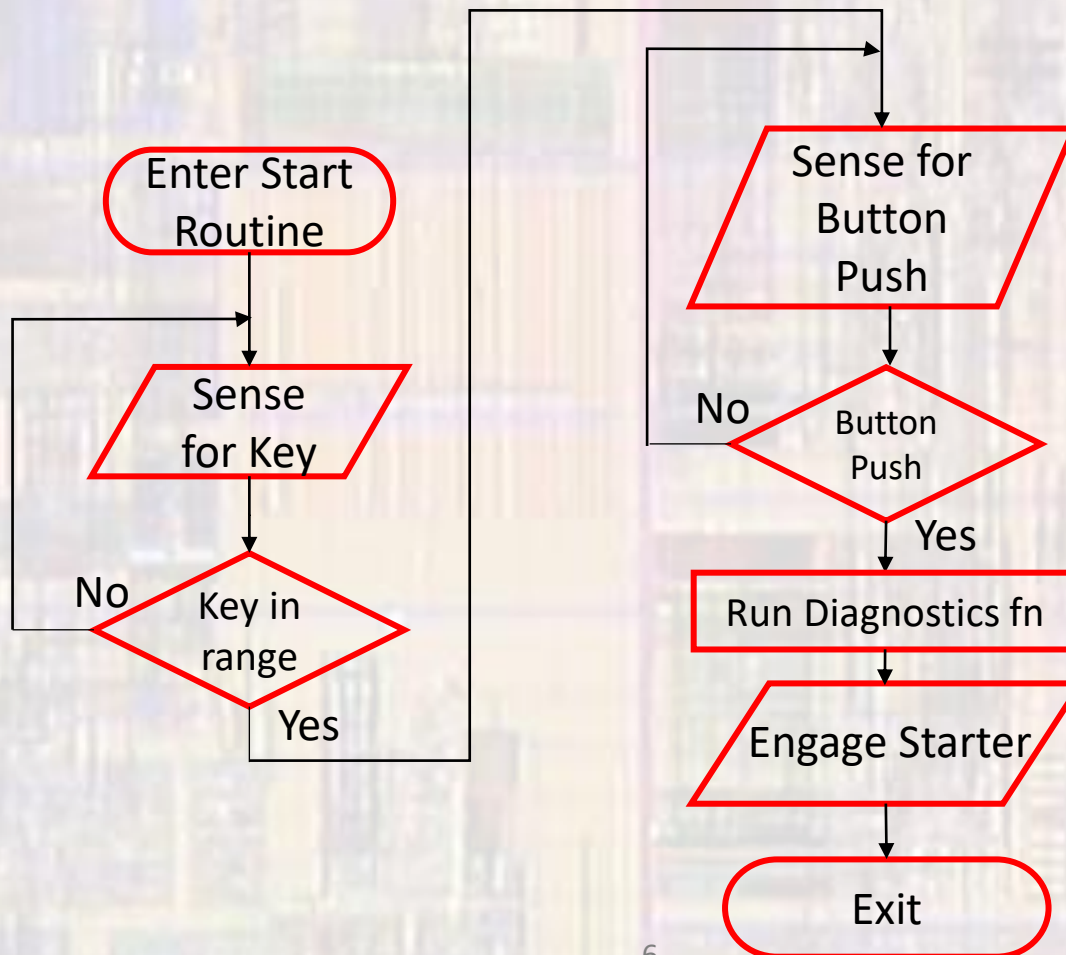 Enter Start
Routine
Sense
for Key
No
Key in
range
Yes
Sense for
Button
Push
No
Button
Push
Yes
Run Diagnostics fn
Engage Starter
Exit
6